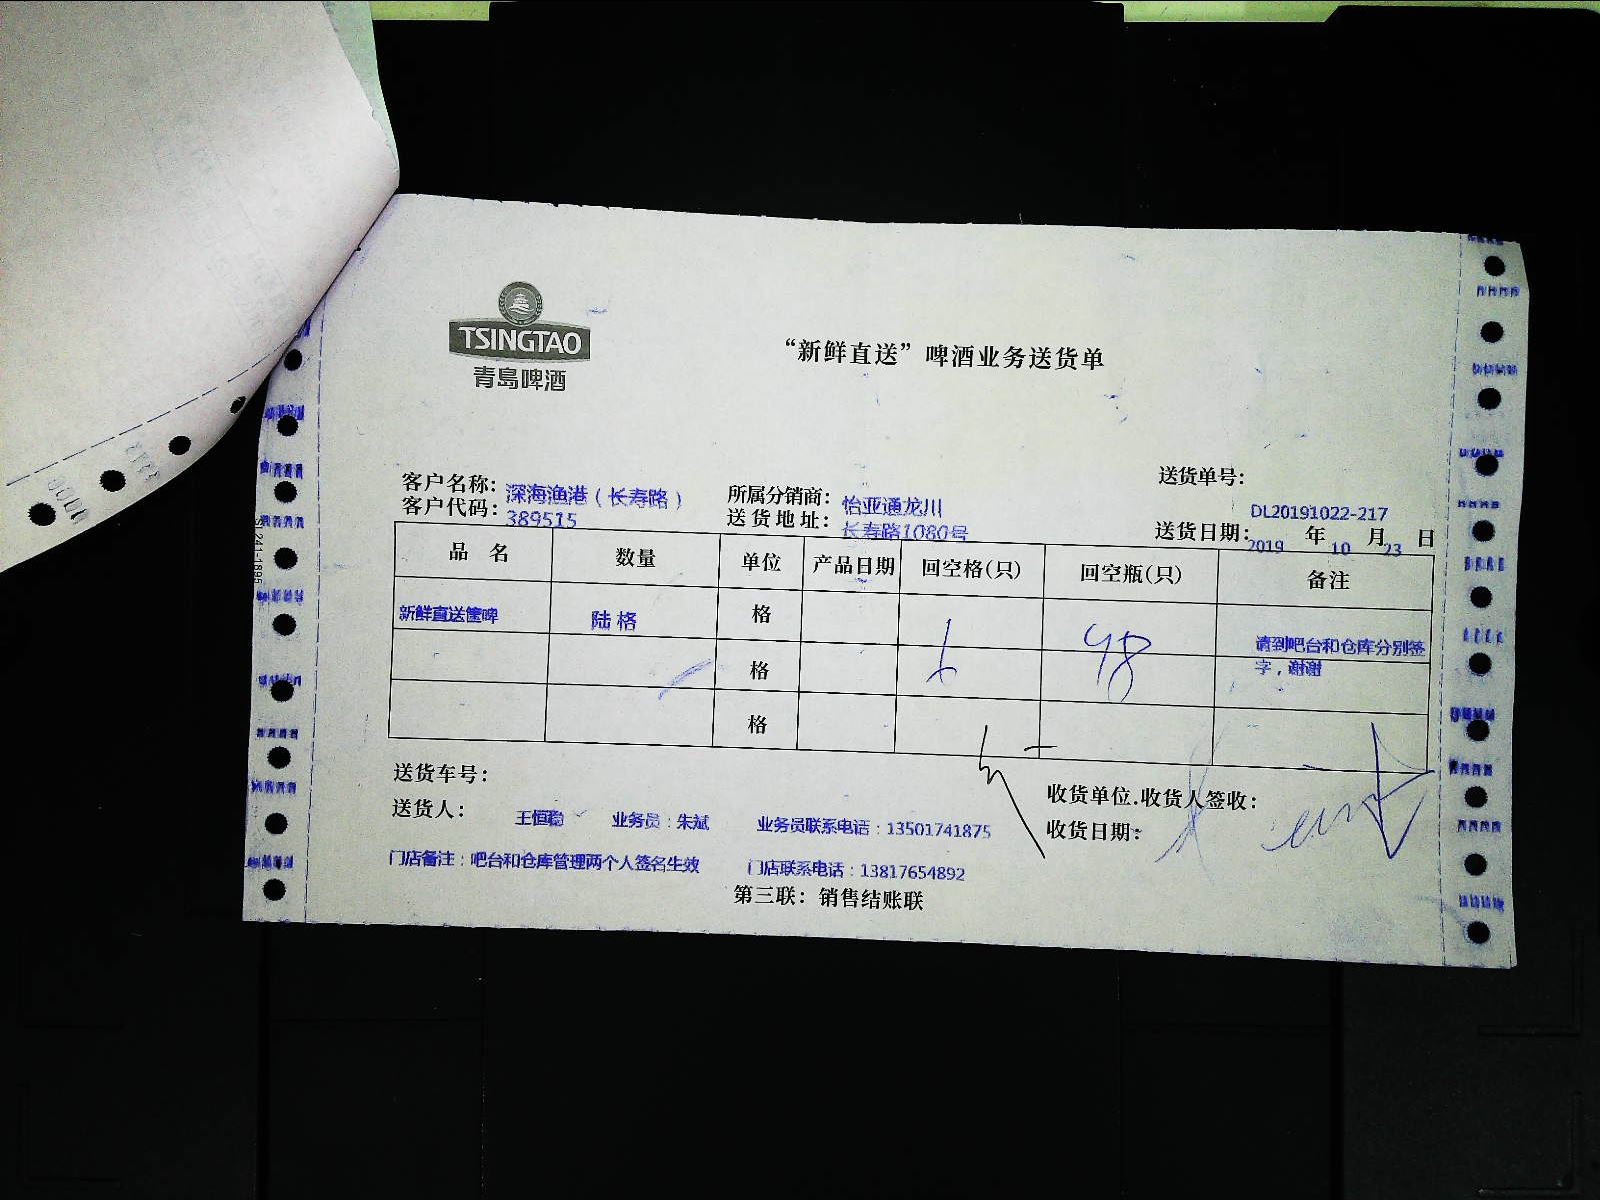 TSINGTAO
青岛啤酒
“新鲜直送”啤酒业务送货单
送货单号：
DL20191022-217
客户名称：深海渔港（长寿路） 所属分销商：怡亚通龙川
客户代码：389515 送货地址：长寿路1080号 送货日期：2019 年 10 月 23 日
品 名 数量 单位 产品日期 回空格(只) 回空瓶(只) 备注
新鲜直送筐啤 陆格 格 6 98 请到吧台和仓库分别签
字，谢谢
格
格
送货车号：
收货单位.收货人签收：
送货人： 王恒稳 业务员：朱斌 业务员联系电话：13501741875 收货日期：
门店备注：吧台和仓库管理两个人签名生效 门店联系电话：13817654892
第三联：销售结账联